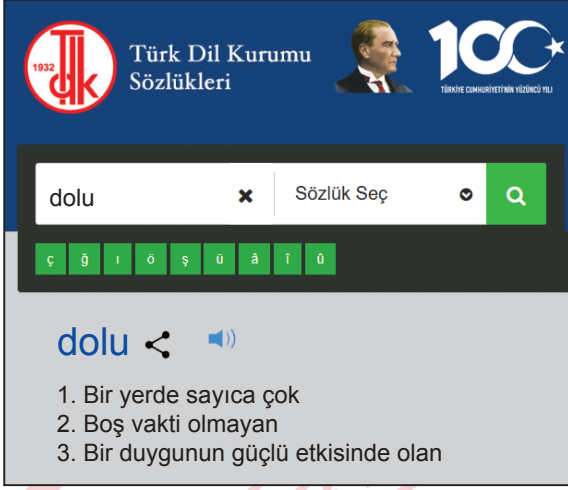 1932
tdk
Türk Dil Kurumu
Sözlükleri
100
TÜRKİYE CUMHURİYETİ'NİN YÜZÜNCÜ YILI
dolu
Sözlük Seç
ç ğ ı ö ş ü â î û
dolu
1. Bir yerde sayıca çok
2. Boş vakti olmayan
3. Bir duygunun güçlü etkisinde olan